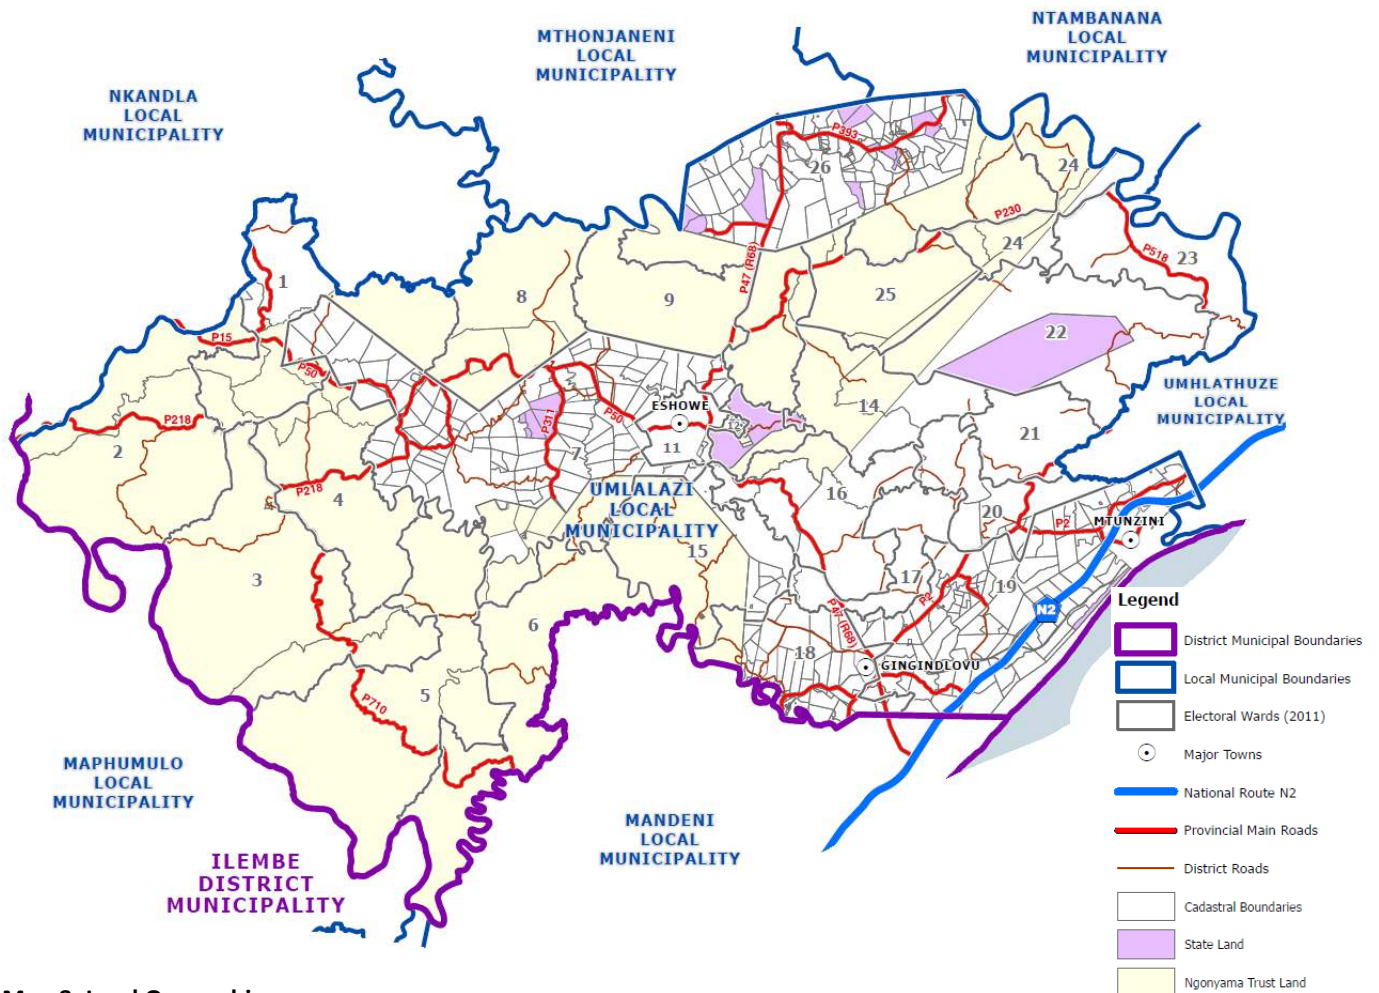 NTAMBANANA
LOCAL
MUNICIPALITY
MTHONJANENI
LOCAL
MUNICIPALITY
NKANDLA
LOCAL
MUNICIPALITY
P393
26
24
P230
24
P518
23
1
8
9
P47 (R68)
25
22
P15
P50
UMHLATHUZE
LOCAL
MUNICIPALITY
P218
2
P311
P50
ESHOWE
12
14
11
21
7
P218
4
UMLALAZI
LOCAL
MUNICIPALITY
16
20
P2
MTUNZINI
15
3
17
19
P2
P47 (R68)
N2
6
18
GINGINDLOVU
5
P710
MAPHUMULO
LOCAL
MUNICIPALITY
MANDENI
LOCAL
MUNICIPALITY
ILEMBE
DISTRICT
MUNICIPALITY
Legend
District Municipal Boundaries
Local Municipal Boundaries
Electoral Wards (2011)
Major Towns
National Route N2
Provincial Main Roads
District Roads
Cadastral Boundaries
State Land
Ngonyama Trust Land